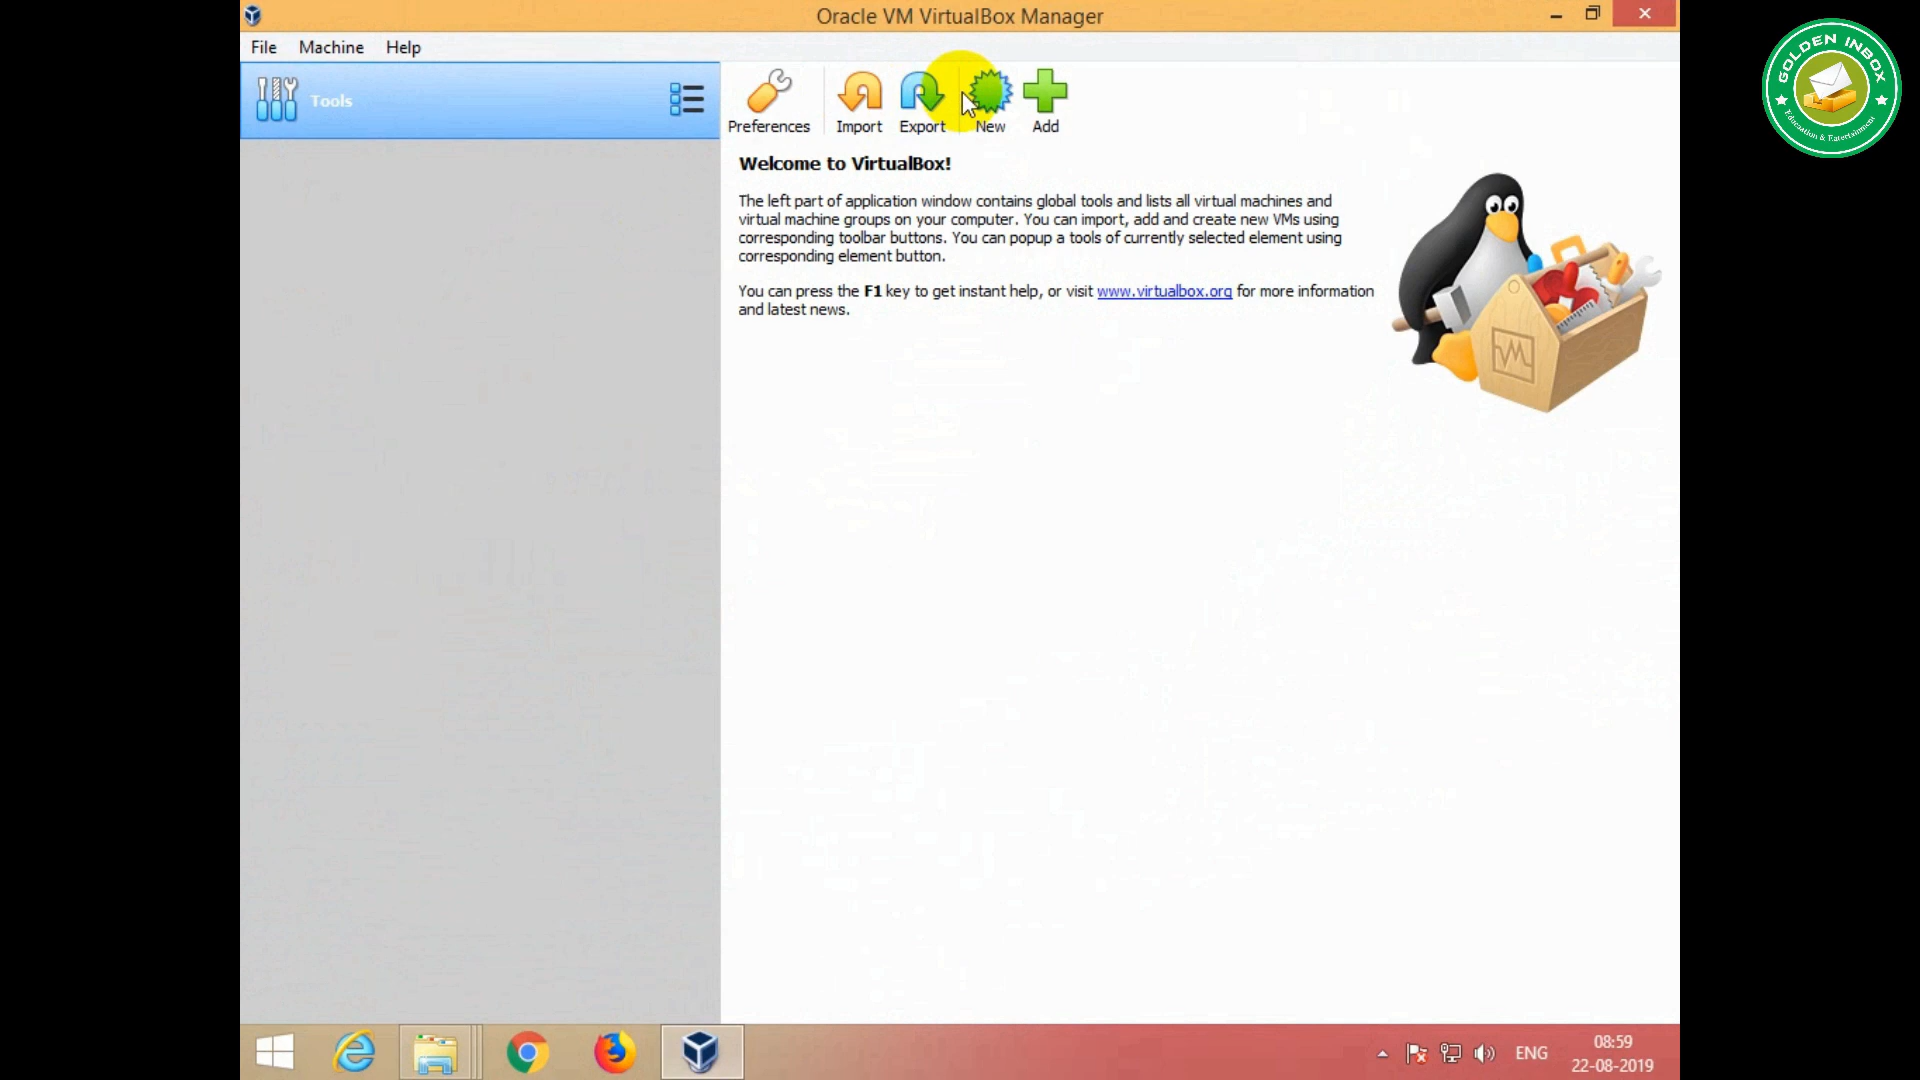 Oracle VM VirtualBox Manager
File Machine Help
Tools
Preferences Import Export New Add
Welcome to VirtualBox!
The left part of application window contains global tools and lists all virtual machines and
virtual machine groups on your computer. You can import, add and create new VMs using
corresponding toolbar buttons. You can popup a tools of currently selected element using
corresponding element button.
You can press the F1 key to get instant help, or visit www.virtualbox.org for more information
and latest news.
GOLDEN INBOX
Education & Entertainment
ENG
08:59
22-08-2019